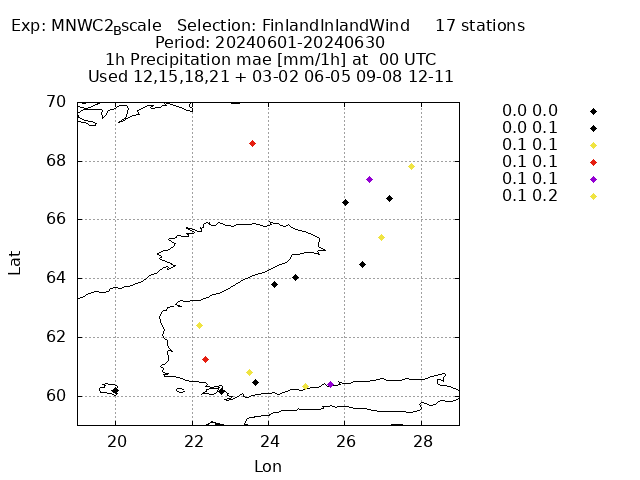 Exp: MNWC2Bscale Selection: FinlandInlandWind 17 stations
Period: 20240601-20240630
1h Precipitation mae [mm/1h] at 00 UTC
Used 12,15,18,21 + 03-02 06-05 09-08 12-11
70
68
66
64
62
60
Lat
20 22 24 26 28
Lon
0.0 0.0
0.0 0.1
0.1 0.1
0.1 0.1
0.1 0.1
0.1 0.2